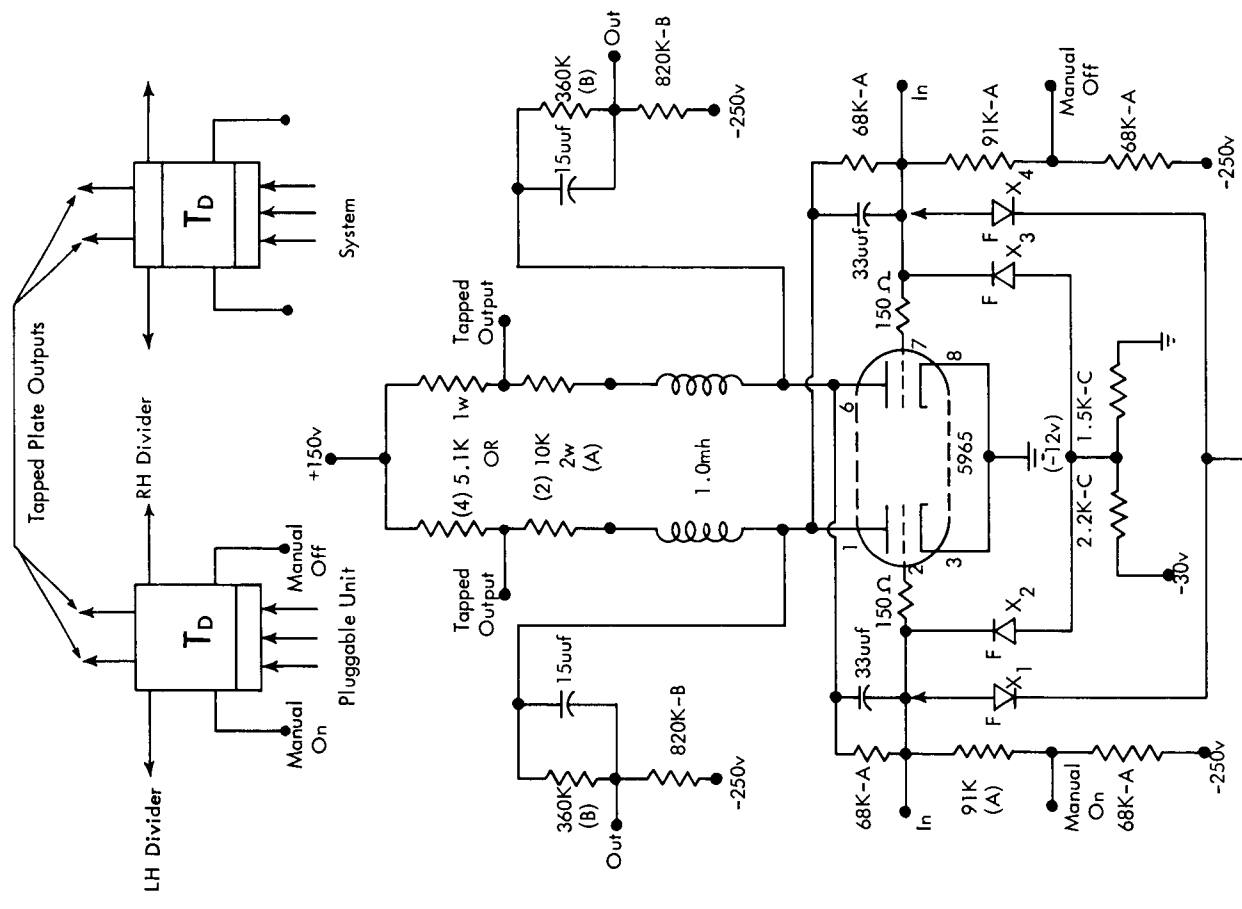 Tapped Plate Outputs
LH Divider
RH Divider
T_D
T_D
Manual
On
Manual
Off
Pluggable Unit
System
+150v
(4) 5.1K 1w
OR
(2) 10K
2w
(A)
Tapped
Output
Tapped
Output
1.0mh
15uuf
360K
(B)
Out
820K-B
-250v
15uuf
360K
(B)
Out
820K-B
-250v
68K-A
33uuf
In
150Ω
91K
(A)
Manual
On
68K-A
-250v
F
X1
F
X2
1
2
3
6
7
8
5965
150Ω
33uuf
68K-A
In
91K-A
Manual
Off
68K-A
-250v
F
X3
F
X4
(-12v)
2.2K-C
1.5K-C
-30v